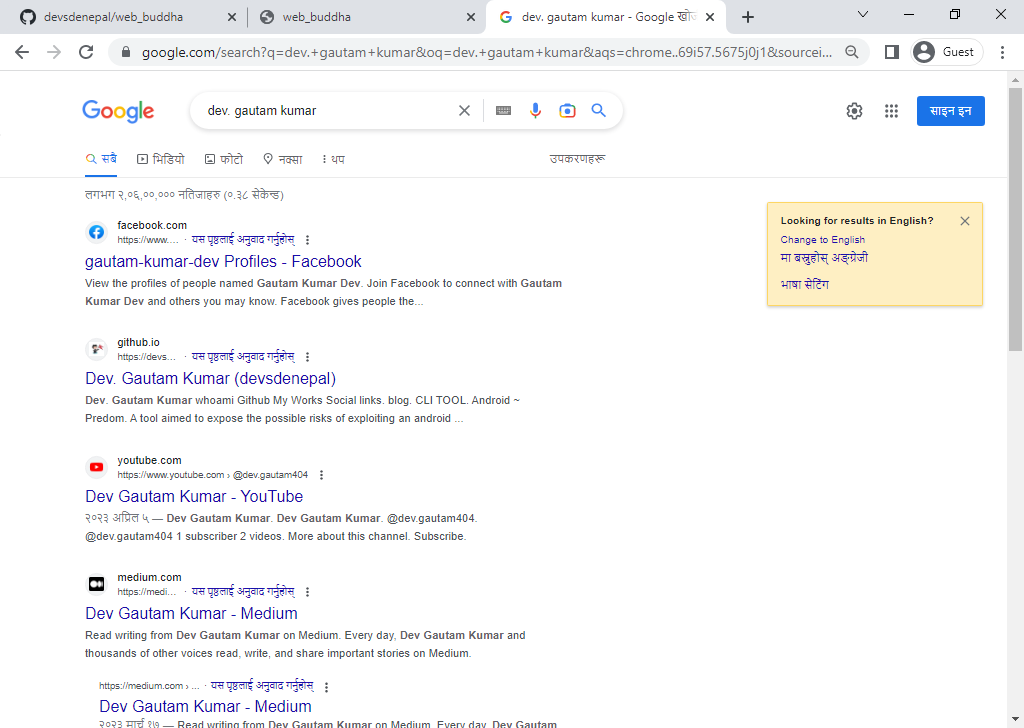 devsdenepal/web_buddha
web_buddha
dev. gautam kumar - Google खोज
google.com/search?q=dev.+gautam+kumar&oq=dev.+gautam+kumar&aqs=chrome..69i57.5675j0j1&sourcei...
Guest
Google
dev. gautam kumar
साइन इन
सबै
भिडियो
फोटो
नक्सा
थप
उपकरणहरू
लगभग २,०६,००,००० नतिजाहरु (०.३८ सेकेन्ड)
Looking for results in English?
Change to English
मा बस्नुहोस् अङ्ग्रेजी
भाषा सेटिंग
facebook.com
https://www.... · यस पृष्ठलाई अनुवाद गर्नुहोस्
gautam-kumar-dev Profiles - Facebook
View the profiles of people named Gautam Kumar Dev. Join Facebook to connect with Gautam
Kumar Dev and others you may know. Facebook gives people the...
github.io
https://devs... · यस पृष्ठलाई अनुवाद गर्नुहोस्
Dev. Gautam Kumar (devsdenepal)
Dev. Gautam Kumar whoami Github My Works Social links. blog. CLI TOOL. Android ~
Predom. A tool aimed to expose the possible risks of exploiting an android ...
youtube.com
https://www.youtube.com › @dev.gautam404
Dev Gautam Kumar - YouTube
२०२३ अप्रिल ५ — Dev Gautam Kumar. Dev Gautam Kumar. @dev.gautam404.
@dev.gautam404 1 subscriber 2 videos. More about this channel. Subscribe.
medium.com
https://medi... · यस पृष्ठलाई अनुवाद गर्नुहोस्
Dev Gautam Kumar - Medium
Read writing from Dev Gautam Kumar on Medium. Every day, Dev Gautam Kumar and
thousands of other voices read, write, and share important stories on Medium.
https://medium.com › ... · यस पृष्ठलाई अनुवाद गर्नुहोस्
Dev Gautam Kumar - Medium
२०२३ मार्च १७ — Read writing from Dev Gautam Kumar on Medium. Every day, Dev Gautam